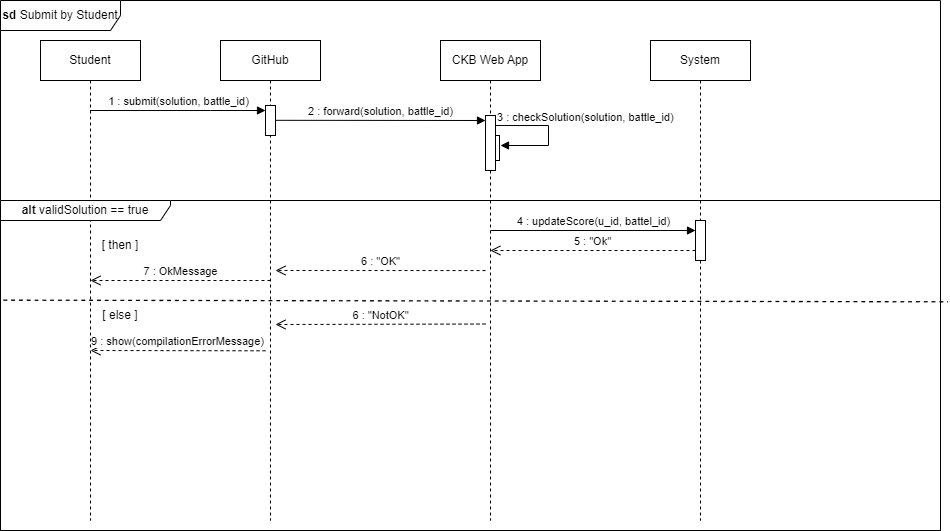 sd Submit by Student
Student
GitHub
CKB Web App
System
1 : submit(solution, battle_id)
2 : forward(solution, battle_id)
3 : checkSolution(solution, battle_id)
alt validSolution == true
4 : updateScore(u_id, battel_id)
[ then ]
5 : "Ok"
6 : "OK"
7 : OkMessage
[ else ]
6 : "NotOK"
9 : show(compilationErrorMessage)